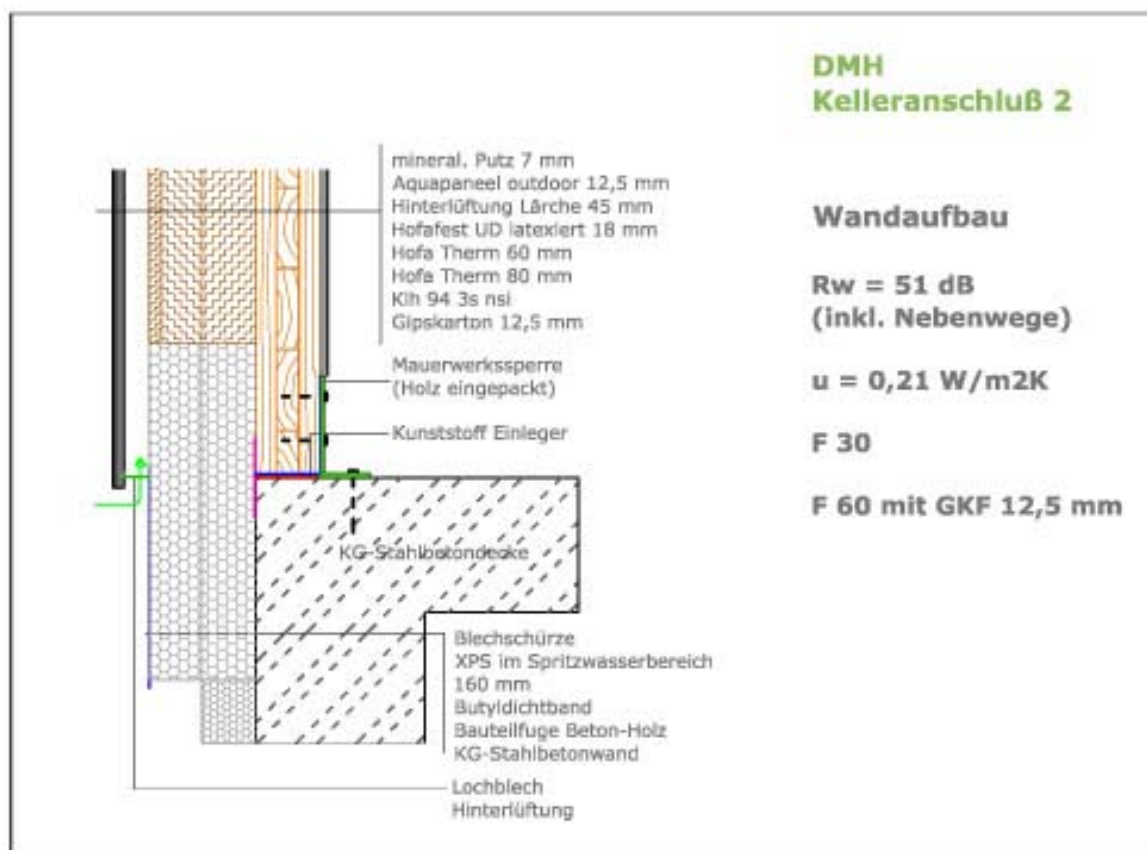 DMH
Kelleranschluß 2
mineral. Putz 7 mm
Aquapaneel outdoor 12,5 mm
Hinterlüftung Lärche 45 mm
Hofafest UD latexiert 18 mm
Hofa Therm 60 mm
Hofa Therm 80 mm
Klh 94 3s nsi
Gipskarton 12,5 mm
Mauerwerkssperre
(Holz eingepackt)
Kunststoff Einleger
KG-Stahlbetondecke
Blechschürze
XPS im Spritzwasserbereich
160 mm
Butyldichtband
Bauteilfuge Beton-Holz
KG-Stahlbetonwand
Lochblech
Hinterlüftung
Wandaufbau
Rw = 51 dB
(inkl. Nebenwege)
u = 0,21 W/m2K
F 30
F 60 mit GKF 12,5 mm